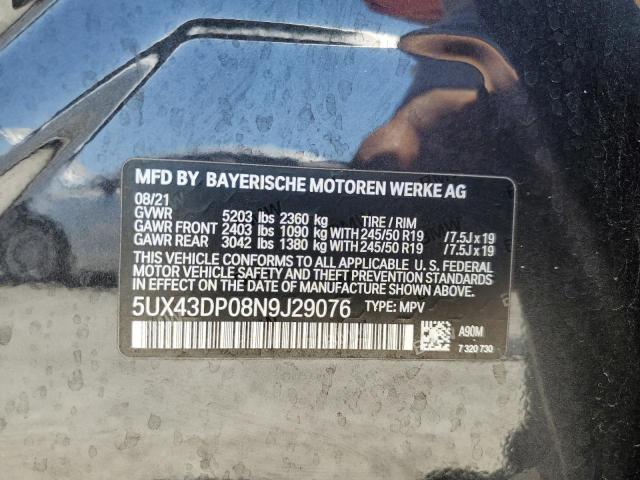 MFD BY BAYERISCHE MOTOREN WERKE AG
08/21
GVWR 5203 lbs 2360 kg TIRE / RIM
GAWR FRONT 2403 lbs 1090 kg WITH 245/50 R19 /7.5J x 19
GAWR REAR 3042 lbs 1380 kg WITH 245/50 R19 /7.5J x 19
THIS VEHICLE CONFORMS TO ALL APPLICABLE U. S. FEDERAL
MOTOR VEHICLE SAFETY AND THEFT PREVENTION STANDARDS
IN EFFECT ON THE DATE OF MANUFACTURE SHOWN ABOVE.
5UX43DP08N9J29076 TYPE: MPV
A90M
7 320 730